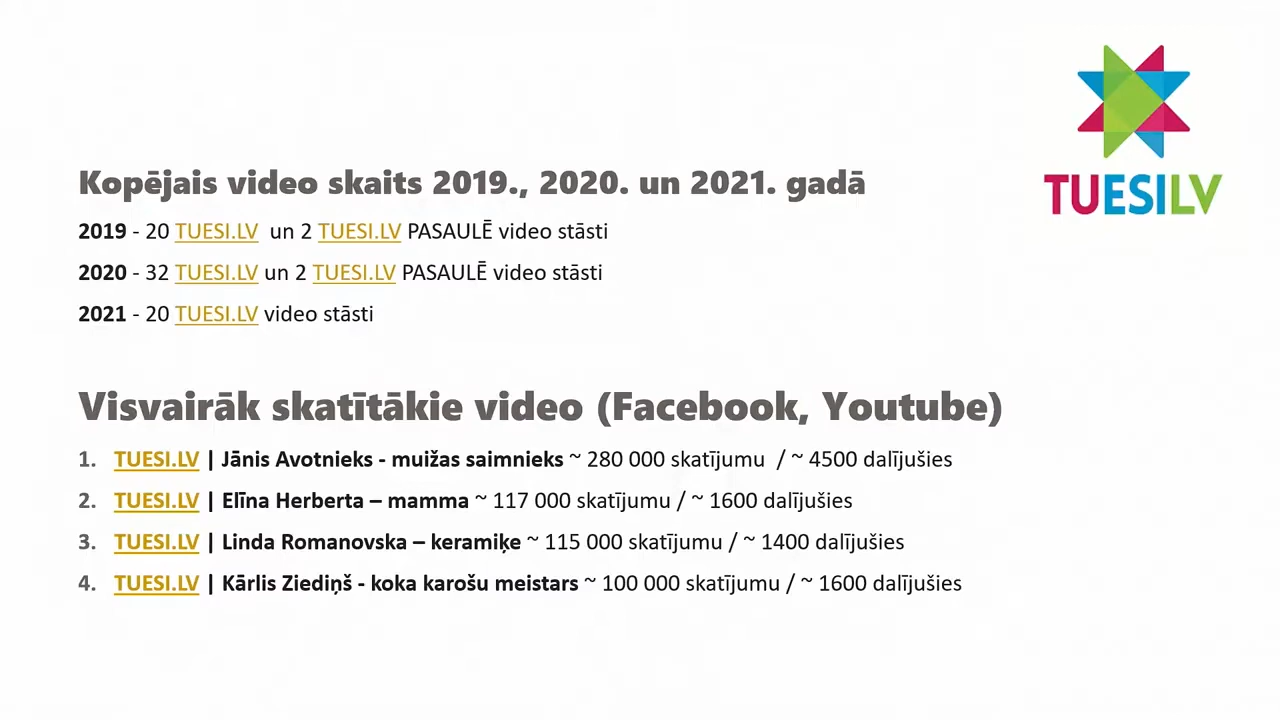 TUESILV
Kopējais video skaits 2019., 2020. un 2021. gadā
2019 - 20 TUESI.LV un 2 TUESI.LV PASAULĒ video stāsti
2020 - 32 TUESI.LV un 2 TUESI.LV PASAULĒ video stāsti
2021 - 20 TUESI.LV video stāsti
Visvairāk skatītākie video (Facebook, Youtube)
1. TUESI.LV | Jānis Avotnieks - muižas saimnieks ~ 280 000 skatījumu / ~ 4500 dalījušies
2. TUESI.LV | Elīna Herberta – mamma ~ 117 000 skatījumu / ~ 1600 dalījušies
3. TUESI.LV | Linda Romanovska – keramiķe ~ 115 000 skatījumu / ~ 1400 dalījušies
4. TUESI.LV | Kārlis Ziediņš - koka karošu meistars ~ 100 000 skatījumu / ~ 1600 dalījušies